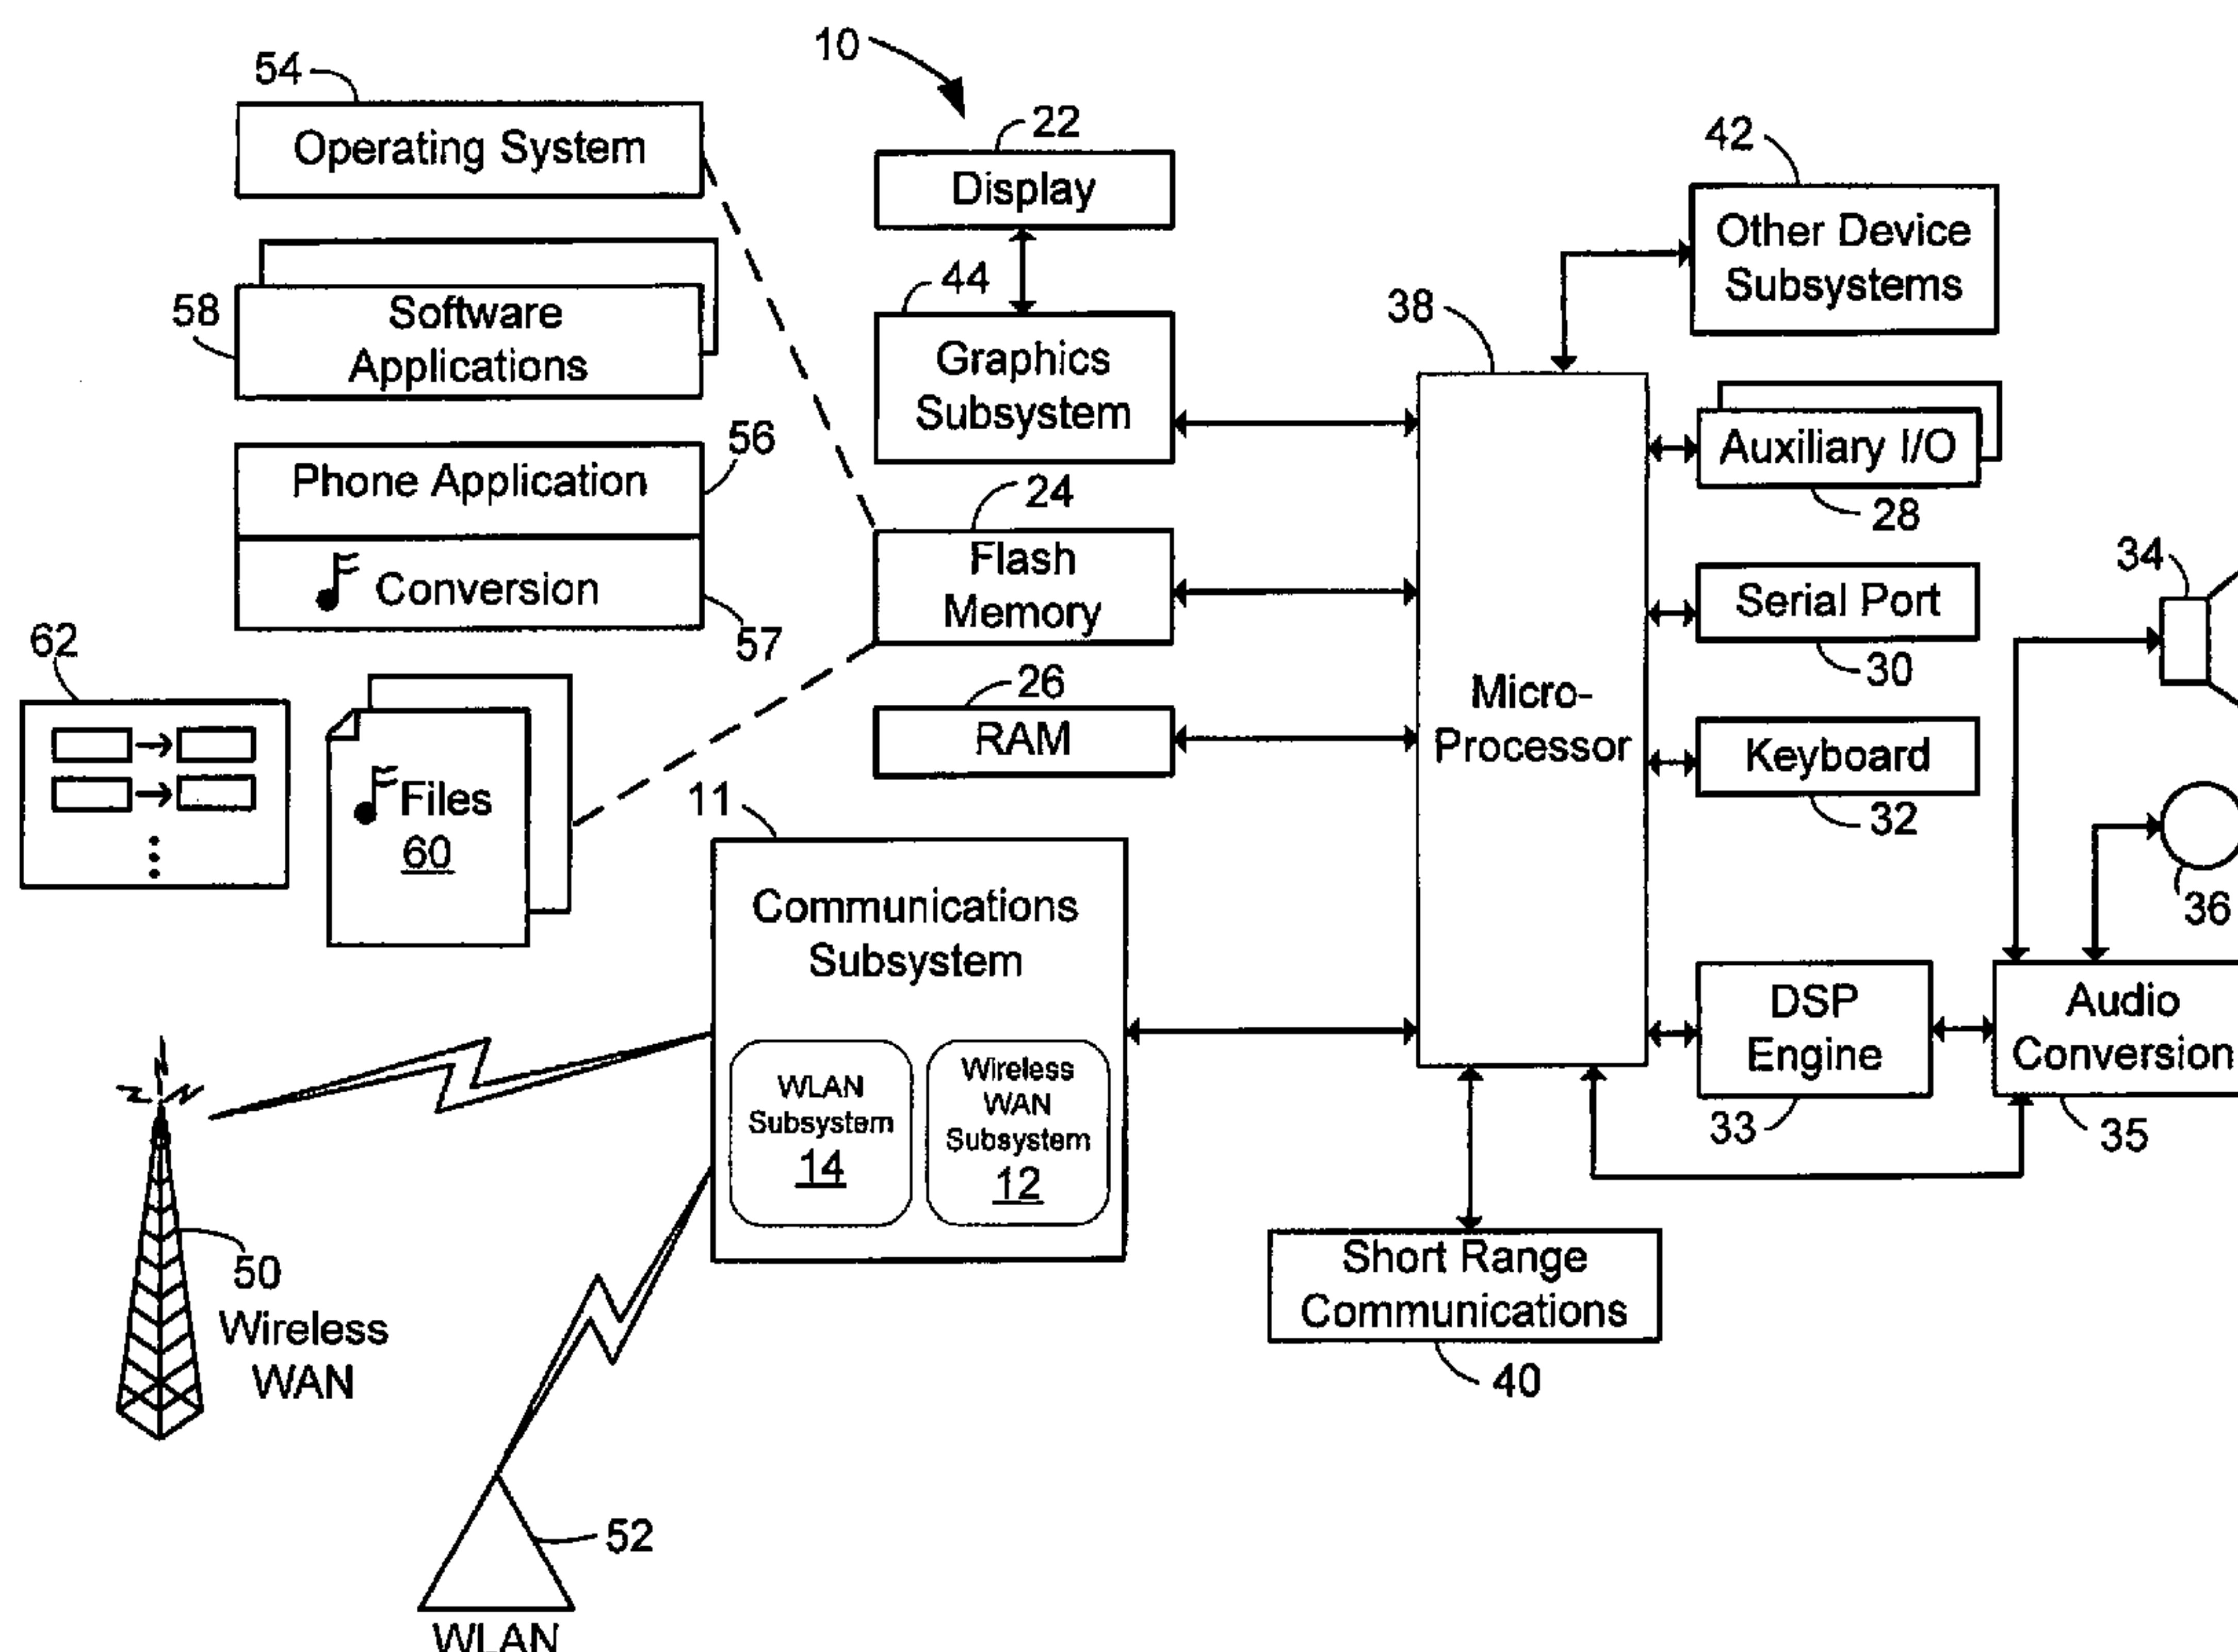 10
54
Operating System
22
Display
42
Other Device
Subsystems
58
Software
Applications
44
Graphics
Subsystem
38
Auxiliary I/O
28
56
Phone Application
Conversion
57
24
Flash
Memory
34
Serial Port
30
62
Files
60
26
RAM
Micro-
Processor
Keyboard
32
36
11
Communications
Subsystem
WLAN
Subsystem
14
Wireless
WAN
Subsystem
12
DSP
Engine
33
Audio
Conversion
35
50
Wireless
WAN
Short Range
Communications
40
52
WLAN